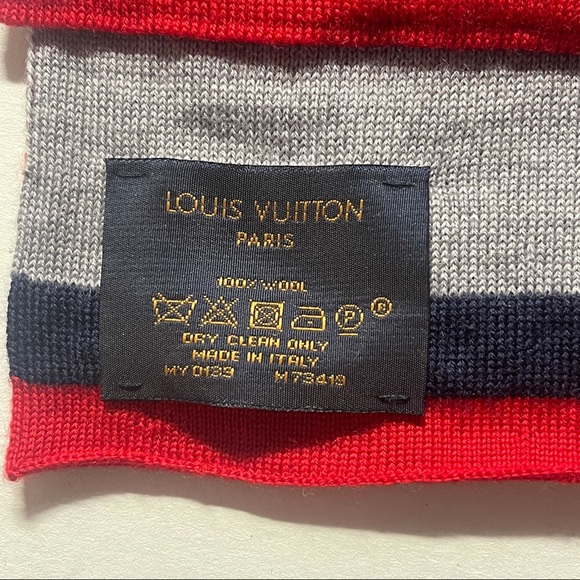 LOUIS VUITTON
PARIS
100% WOOL
P ®
DRY CLEAN ONLY
MADE IN ITALY
MY 0133 M73419